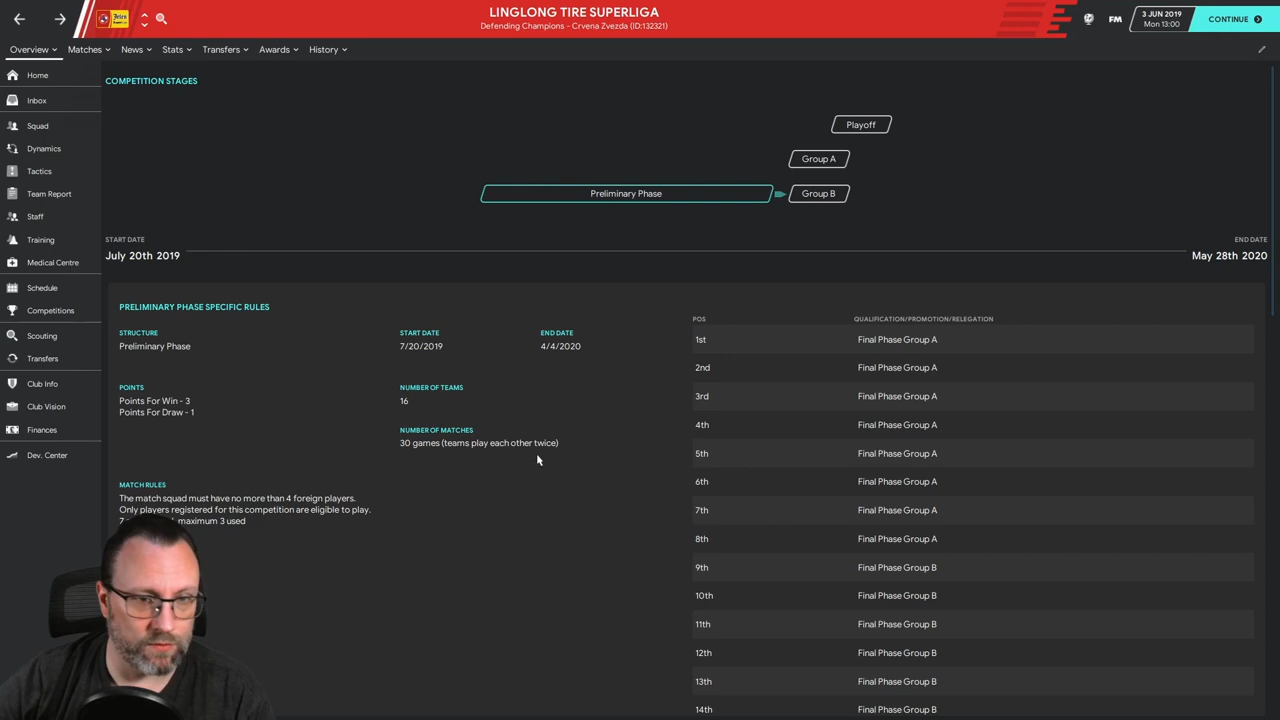 LINGLONG TIRE SUPERLIGA
Defending Champions - Crvena Zvezda (ID:132321)
FM
3 JUN 2019
Mon 13:00
CONTINUE
Overview
Matches
News
Stats
Transfers
Awards
History
Home
Inbox
Squad
Dynamics
Tactics
Team Report
Staff
Training
Medical Centre
Schedule
Competitions
Scouting
Transfers
Club Info
Club Vision
Finances
Dev. Center
COMPETITION STAGES
Playoff
Group A
Preliminary Phase
Group B
START DATE
July 20th 2019
END DATE
May 28th 2020
PRELIMINARY PHASE SPECIFIC RULES
STRUCTURE
Preliminary Phase
START DATE
7/20/2019
END DATE
4/4/2020
POINTS
Points For Win - 3
Points For Draw - 1
NUMBER OF TEAMS
16
NUMBER OF MATCHES
30 games (teams play each other twice)
MATCH RULES
The match squad must have no more than 4 foreign players.
Only players registered for this competition are eligible to play.
maximum 3 used
POS QUALIFICATION/PROMOTION/RELEGATION
1st Final Phase Group A
2nd Final Phase Group A
3rd Final Phase Group A
4th Final Phase Group A
5th Final Phase Group A
6th Final Phase Group A
7th Final Phase Group A
8th Final Phase Group A
9th Final Phase Group B
10th Final Phase Group B
11th Final Phase Group B
12th Final Phase Group B
13th Final Phase Group B
14th Final Phase Group B